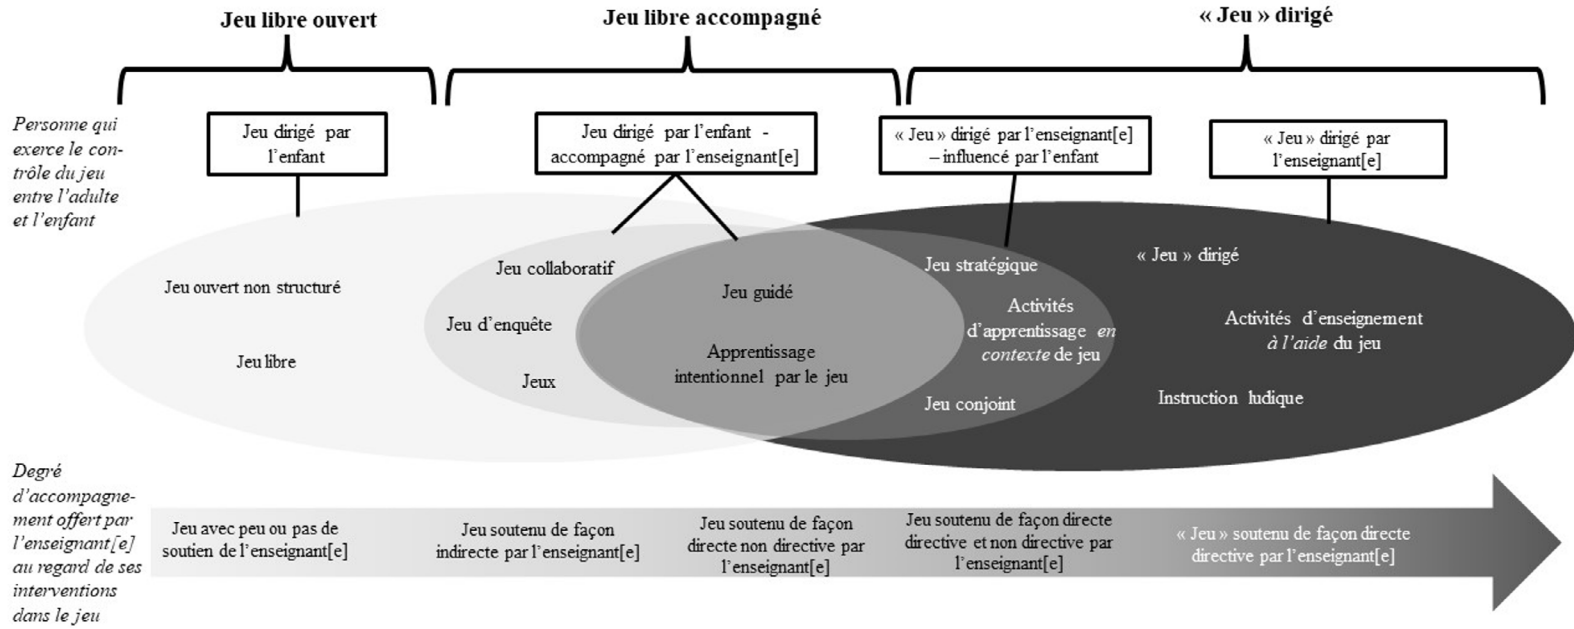 Jeu libre ouvert
Jeu libre accompagné
« Jeu » dirigé
Personne qui
exerce le con-
trôle du jeu
entre l'adulte
et l'enfant
Jeu dirigé par
l'enfant
Jeu dirigé par l'enfant -
accompagné par l'enseignant[e]
« Jeu » dirigé par l'enseignant[e]
– influencé par l'enfant
« Jeu » dirigé par
l'enseignant[e]
Jeu ouvert non structuré
Jeu libre
Jeu collaboratif
Jeu d'enquête
Jeux
Jeu guidé
Apprentissage
intentionnel par le jeu
Jeu stratégique
Activités
d'apprentissage en
contexte de jeu
Jeu conjoint
« Jeu » dirigé
Activités d'enseignement
à l'aide du jeu
Instruction ludique
Degré
d'accompagne-
ment offert par
l'enseignant[e]
au regard de ses
interventions
dans le jeu
Jeu avec peu ou pas de
soutien de l'enseignant[e]
Jeu soutenu de façon
indirecte par l'enseignant[e]
Jeu soutenu de façon
directe non directive par
l'enseignant[e]
Jeu soutenu de façon directe
directive et non directive par
l'enseignant[e]
« Jeu » soutenu de façon directe
directive par l'enseignant[e]